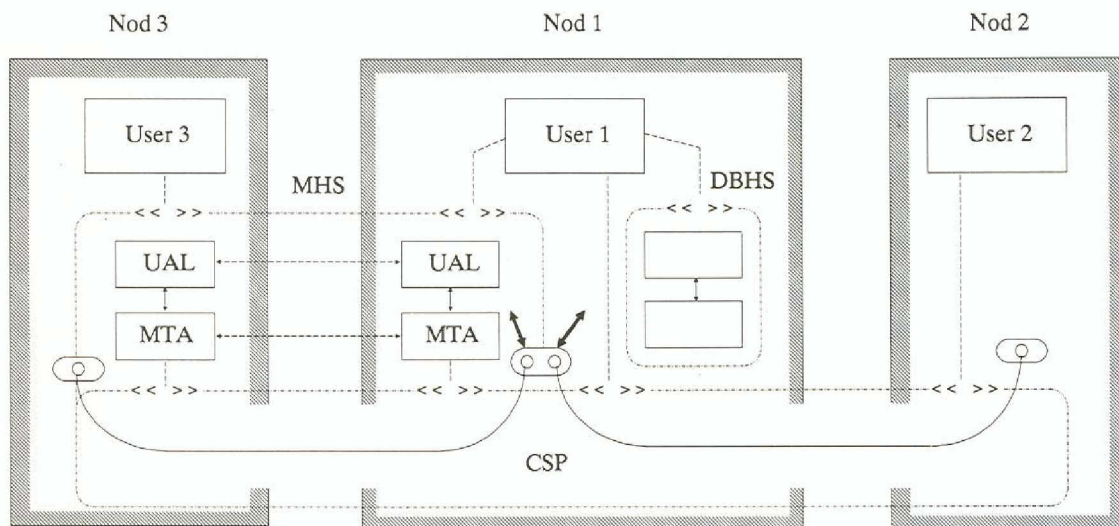 Nod 3
Nod 1
Nod 2
User 3
User 1
User 2
MHS
DBHS
<< >>
<< >>
<< >>
UAL
UAL
MTA
MTA
<< >>
<< >>
<< >>
<< >>
CSP